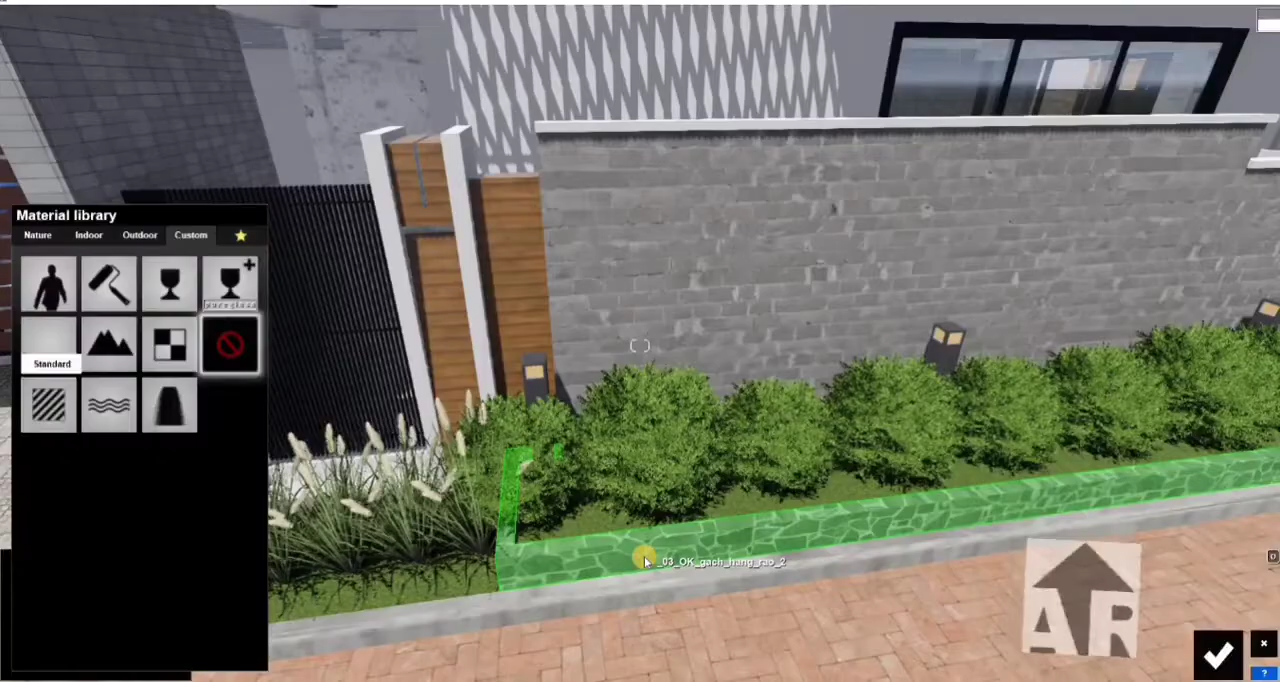 Material library
Nature Indoor Outdoor Custom
Standard
_03_OK_gach_hang_rao_2
AR
?